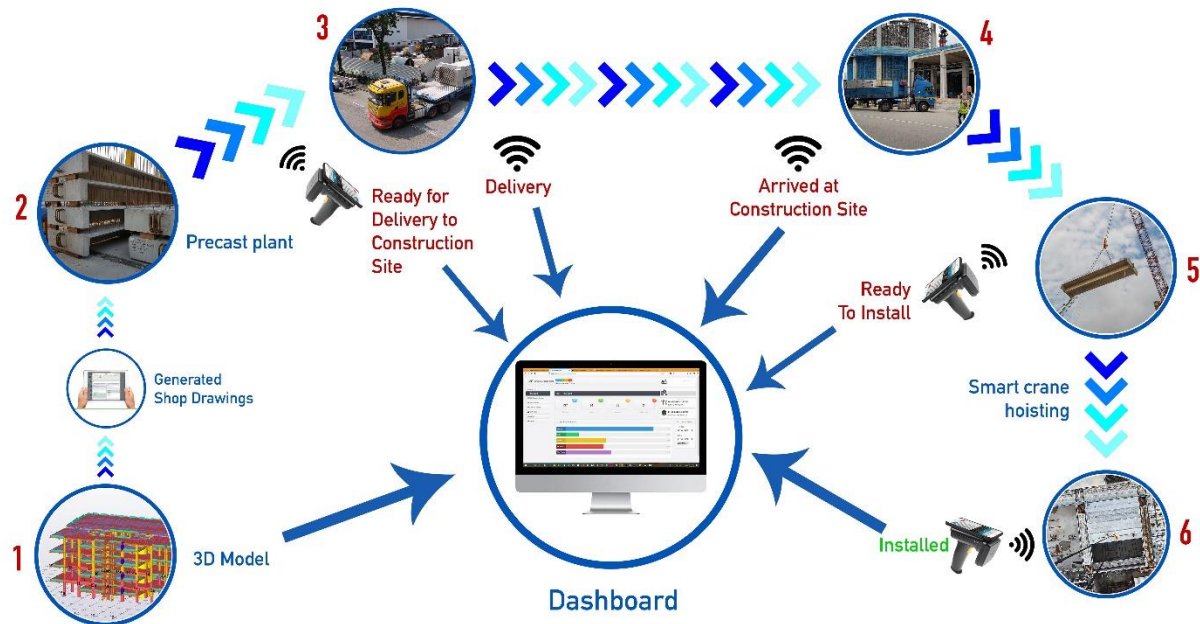 3
4
2
Precast plant
Ready for
Delivery to
Construction
Site
Delivery
Arrived at
Construction Site
5
Ready
To Install
Generated
Shop Drawings
Smart crane
hoisting
1
3D Model
Installed
6
Dashboard